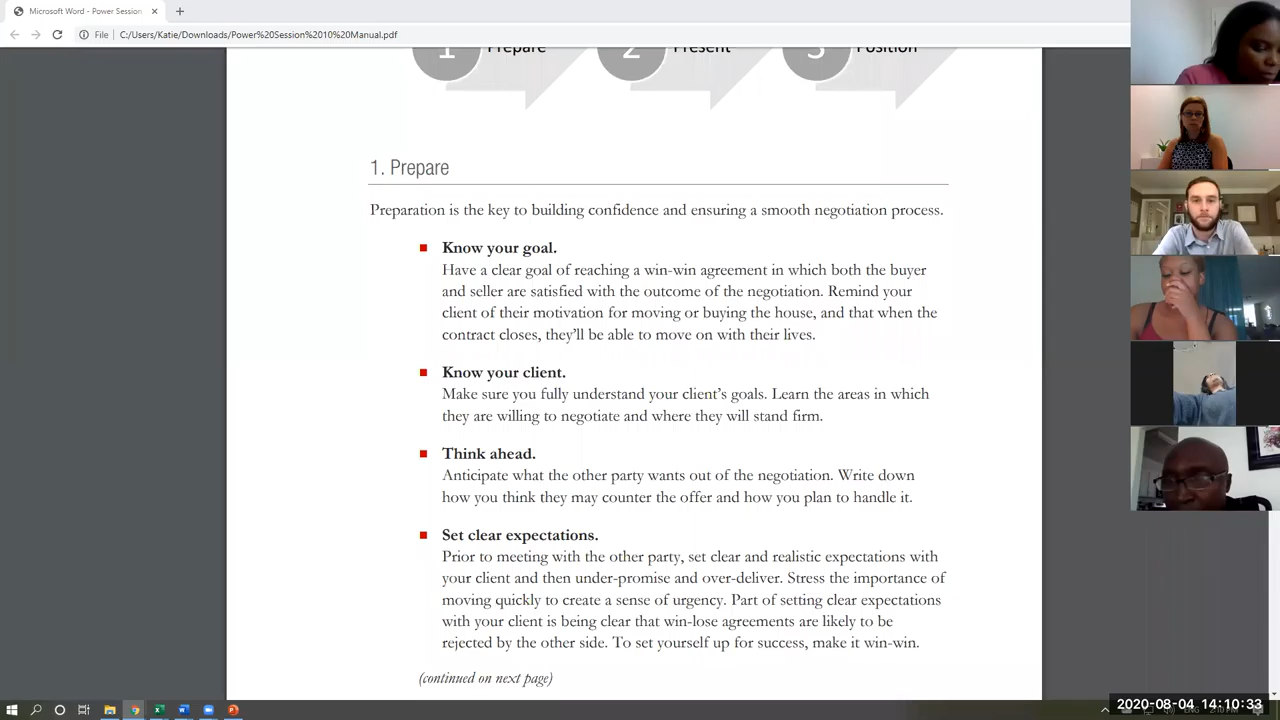 Microsoft Word - Power Session
File
C:/Users/Katie/Downloads/Power%20Session%2010%20Manual.pdf
1 Prepare 2 Present 3 Position
1. Prepare
Preparation is the key to building confidence and ensuring a smooth negotiation process.
Know your goal.
Have a clear goal of reaching a win-win agreement in which both the buyer
and seller are satisfied with the outcome of the negotiation. Remind your
client of their motivation for moving or buying the house, and that when the
contract closes, they'll be able to move on with their lives.
Know your client.
Make sure you fully understand your client's goals. Learn the areas in which
they are willing to negotiate and where they will stand firm.
Think ahead.
Anticipate what the other party wants out of the negotiation. Write down
how you think they may counter the offer and how you plan to handle it.
Set clear expectations.
Prior to meeting with the other party, set clear and realistic expectations with
your client and then under-promise and over-deliver. Stress the importance of
moving quickly to create a sense of urgency. Part of setting clear expectations
with your client is being clear that win-lose agreements are likely to be
rejected by the other side. To set yourself up for success, make it win-win.
(continued on next page)
2020-08-04 14:10:33